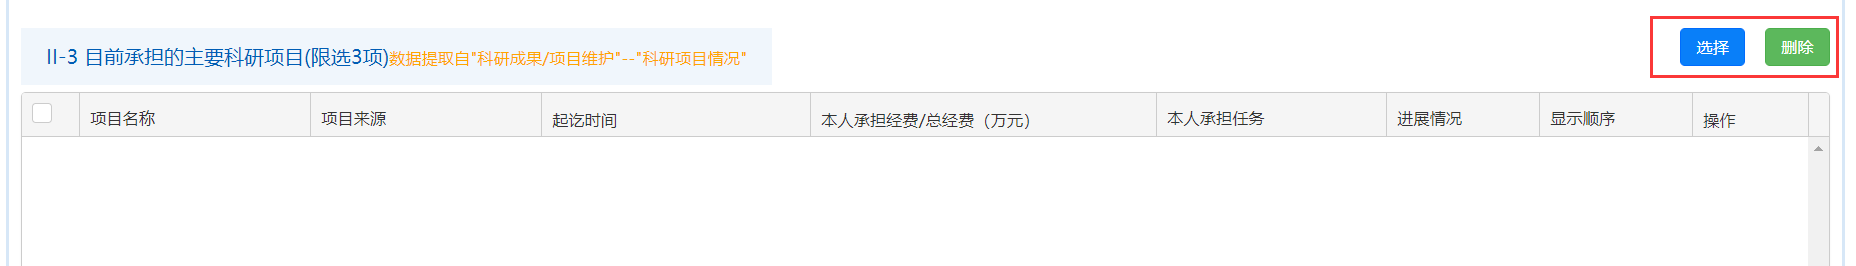 II-3 目前承担的主要科研项目(限选3项)数据提取自"科研成果/项目维护"--"科研项目情况" 选择 删除
项目名称 项目来源 起讫时间 本人承担经费/总经费（万元） 本人承担任务 进展情况 显示顺序 操作